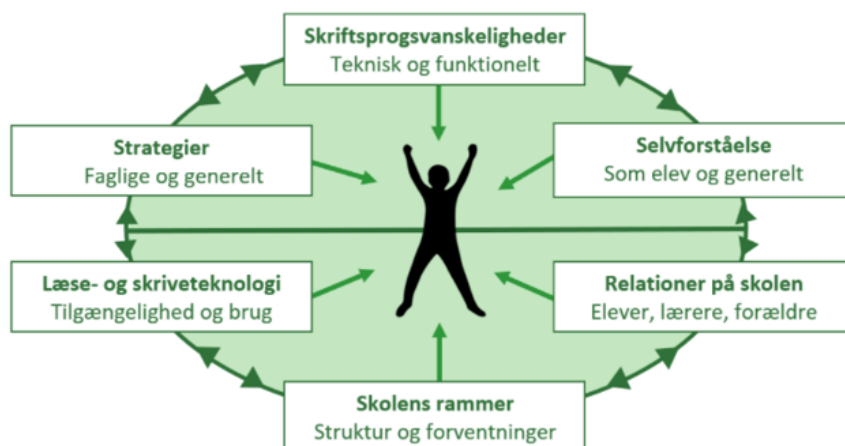 Skriftsprogsvanskeligheder
Teknisk og funktionelt
Strategier
Faglige og generelt
Selvforståelse
Som elev og generelt
Læse- og skriveteknologi
Tilgængelighed og brug
Relationer på skolen
Elever, lærere, forældre
Skolens rammer
Struktur og forventninger